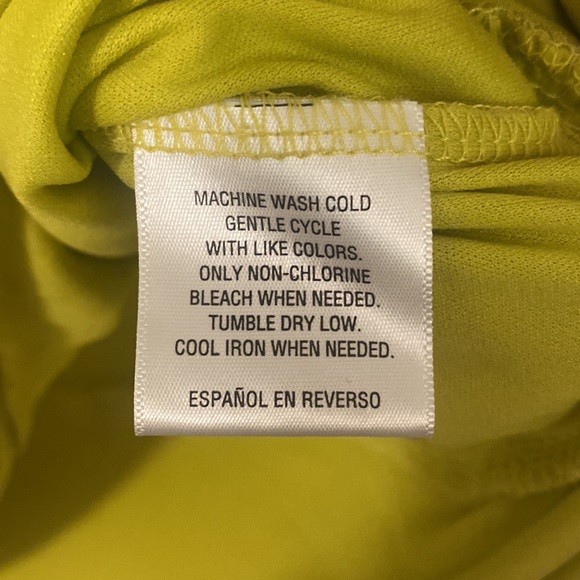 MACHINE WASH COLD
GENTLE CYCLE
WITH LIKE COLORS.
ONLY NON-CHLORINE
BLEACH WHEN NEEDED.
TUMBLE DRY LOW.
COOL IRON WHEN NEEDED.
ESPAÑOL EN REVERSO